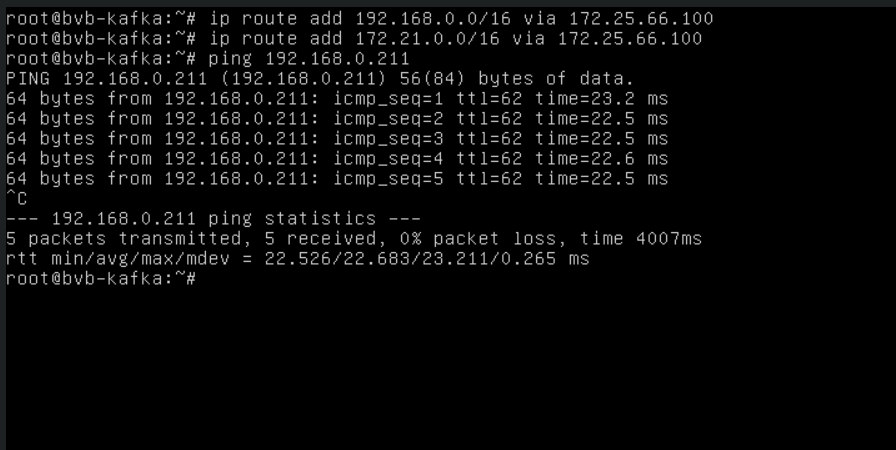 root@bvb-kafka:~# ip route add 192.168.0.0/16 via 172.25.66.100
root@bvb-kafka:~# ip route add 172.21.0.0/16 via 172.25.66.100
root@bvb-kafka:~# ping 192.168.0.211
PING 192.168.0.211 (192.168.0.211) 56(84) bytes of data.
64 bytes from 192.168.0.211: icmp_seq=1 ttl=62 time=23.2 ms
64 bytes from 192.168.0.211: icmp_seq=2 ttl=62 time=22.5 ms
64 bytes from 192.168.0.211: icmp_seq=3 ttl=62 time=22.5 ms
64 bytes from 192.168.0.211: icmp_seq=4 ttl=62 time=22.6 ms
64 bytes from 192.168.0.211: icmp_seq=5 ttl=62 time=22.5 ms
^C
--- 192.168.0.211 ping statistics ---
5 packets transmitted, 5 received, 0% packet loss, time 4007ms
rtt min/avg/max/mdev = 22.526/22.683/23.211/0.265 ms
root@bvb-kafka:~#